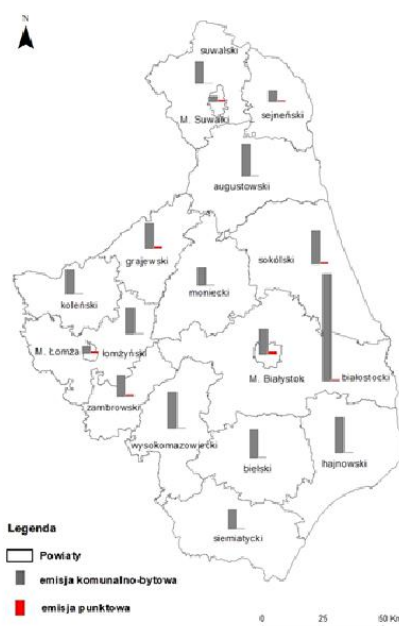 N
suwalski
M. Suwałki
sejneński
augustowski
grajewski
sokólski
moniecki
kolneński
M. Łomża
łomżyński
M. Białystok
białostocki
zambrowski
wysokomazowiecki
bielski
hajnowski
siemiatycki
Legenda
Powiaty
emisja komunalno-bytowa
emisja punktowa
0 25 50 Km